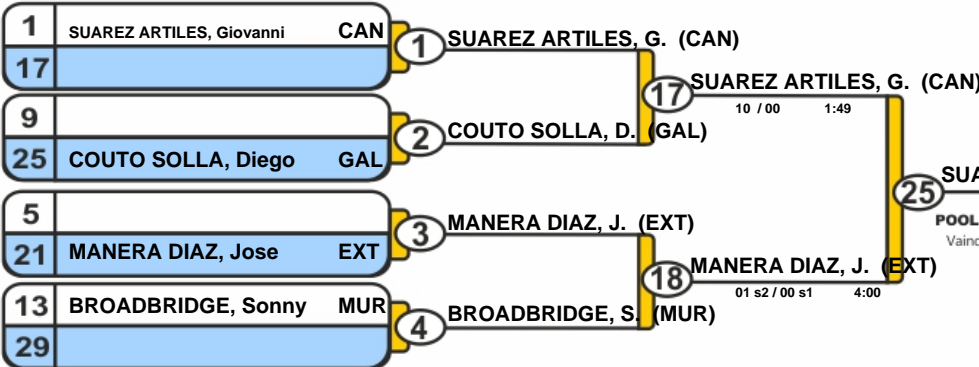 1 SUAREZ ARTILES, Giovanni CAN
17
1 SUAREZ ARTILES, G. (CAN)
9
25 COUTO SOLLA, Diego GAL
2 COUTO SOLLA, D. (GAL)
17 SUAREZ ARTILES, G. (CAN)
10 / 00 1:49
5
21 MANERA DIAZ, Jose EXT
3 MANERA DIAZ, J. (EXT)
13 BROADBRIDGE, Sonny MUR
29
4 BROADBRIDGE, S. (MUR)
18 MANERA DIAZ, J. (EXT)
01 s2 / 00 s1 4:00
25 SUA
POOL
Vainc